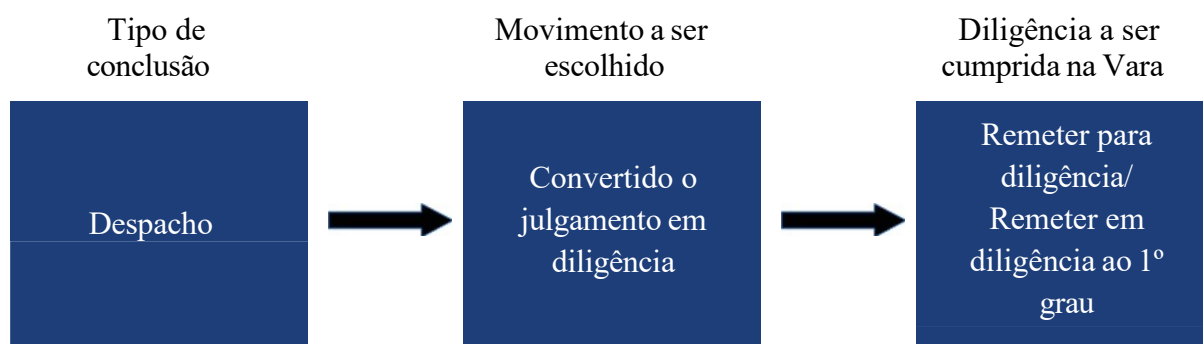 Tipo de
conclusão
Movimento a ser
escolhido
Diligência a ser
cumprida na Vara
Despacho
Convertido o
julgamento em
diligência
Remeter para
diligência/
Remeter em
diligência ao 1º
grau